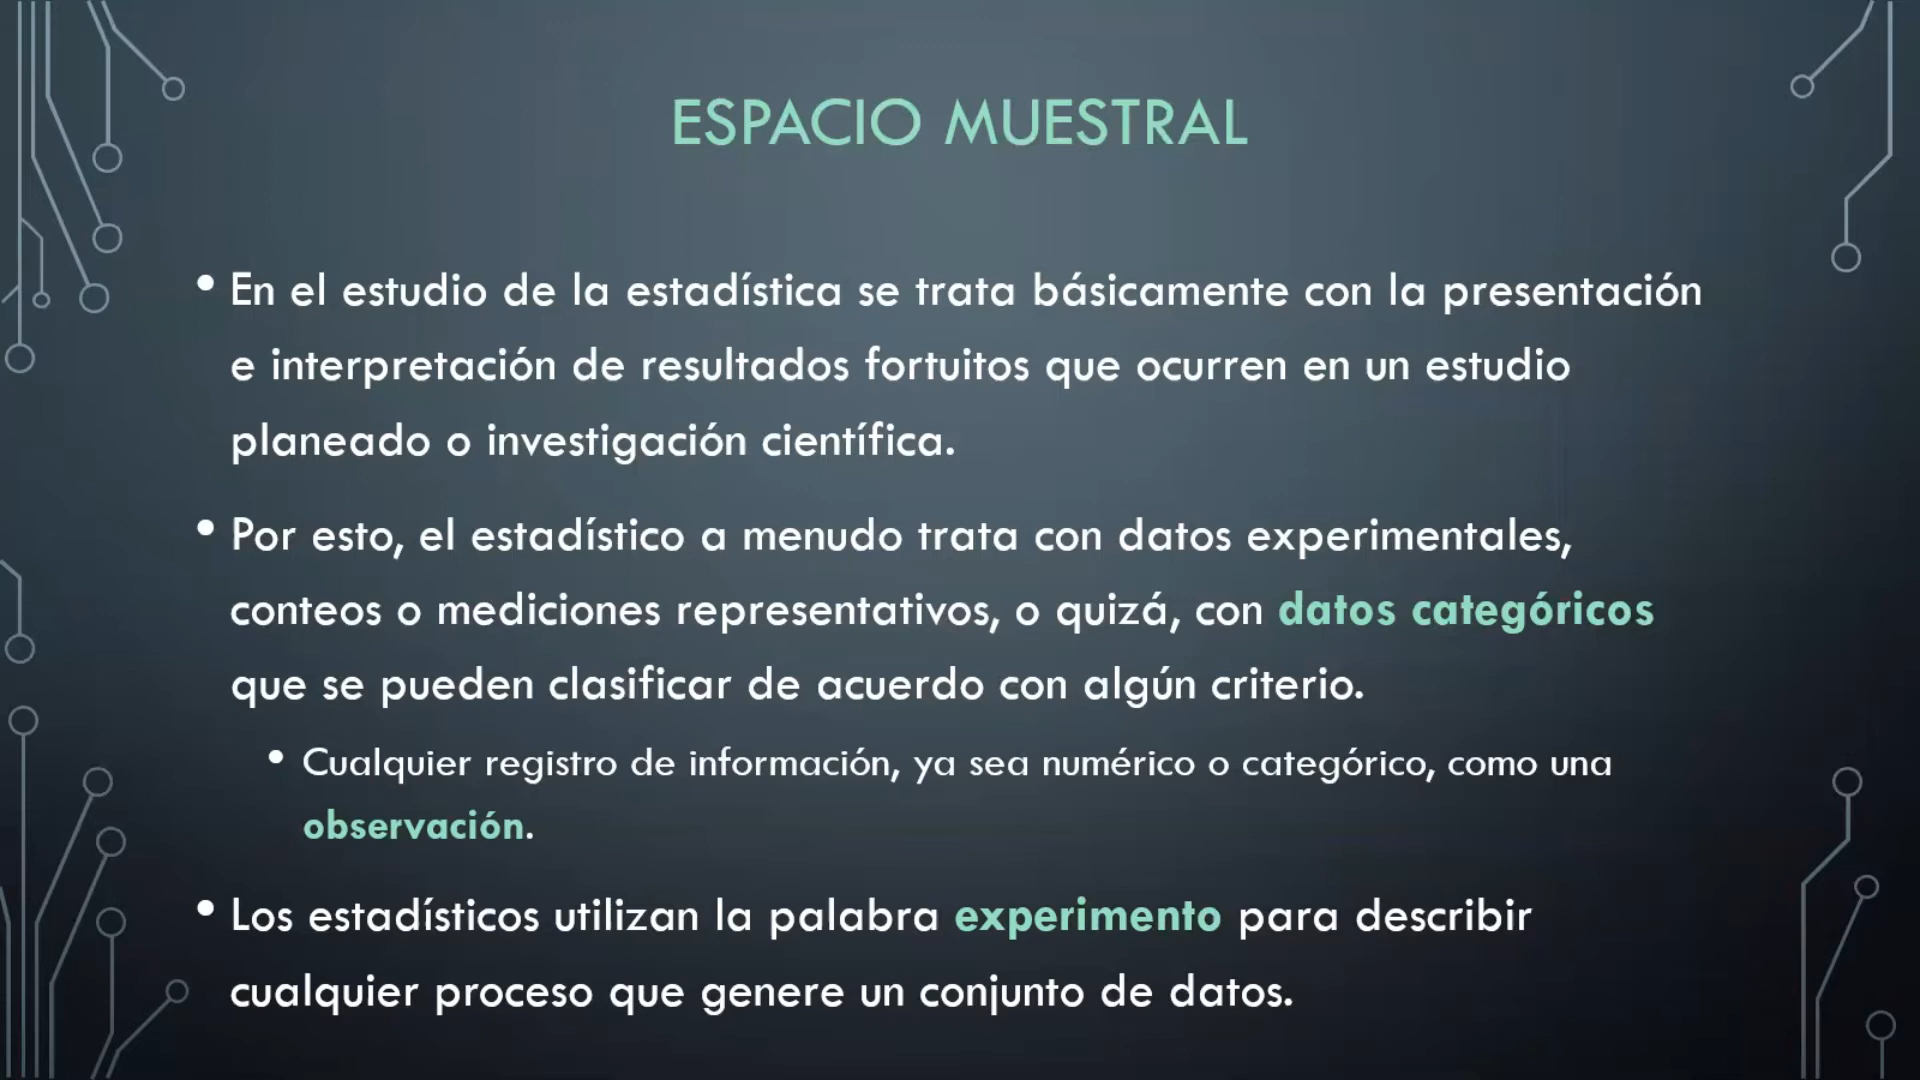 ESPACIO MUESTRAL
• En el estudio de la estadística se trata básicamente con la presentación
e interpretación de resultados fortuitos que ocurren en un estudio
planeado o investigación científica.
• Por esto, el estadístico a menudo trata con datos experimentales,
conteos o mediciones representativos, o quizá, con datos categóricos
que se pueden clasificar de acuerdo con algún criterio.
• Cualquier registro de información, ya sea numérico o categórico, como una
observación.
• Los estadísticos utilizan la palabra experimento para describir
cualquier proceso que genere un conjunto de datos.